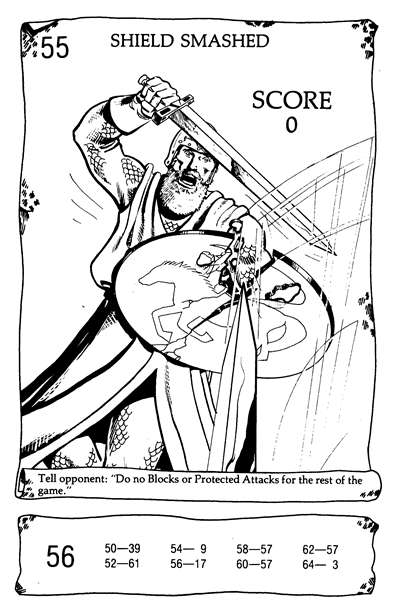 55
SHIELD SMASHED
SCORE
0
Tell opponent: "Do no Blocks or Protected Attacks for the rest of the
game."
56
50—39 54— 9 58—57 62—57
52—61 56—17 60—57 64— 3